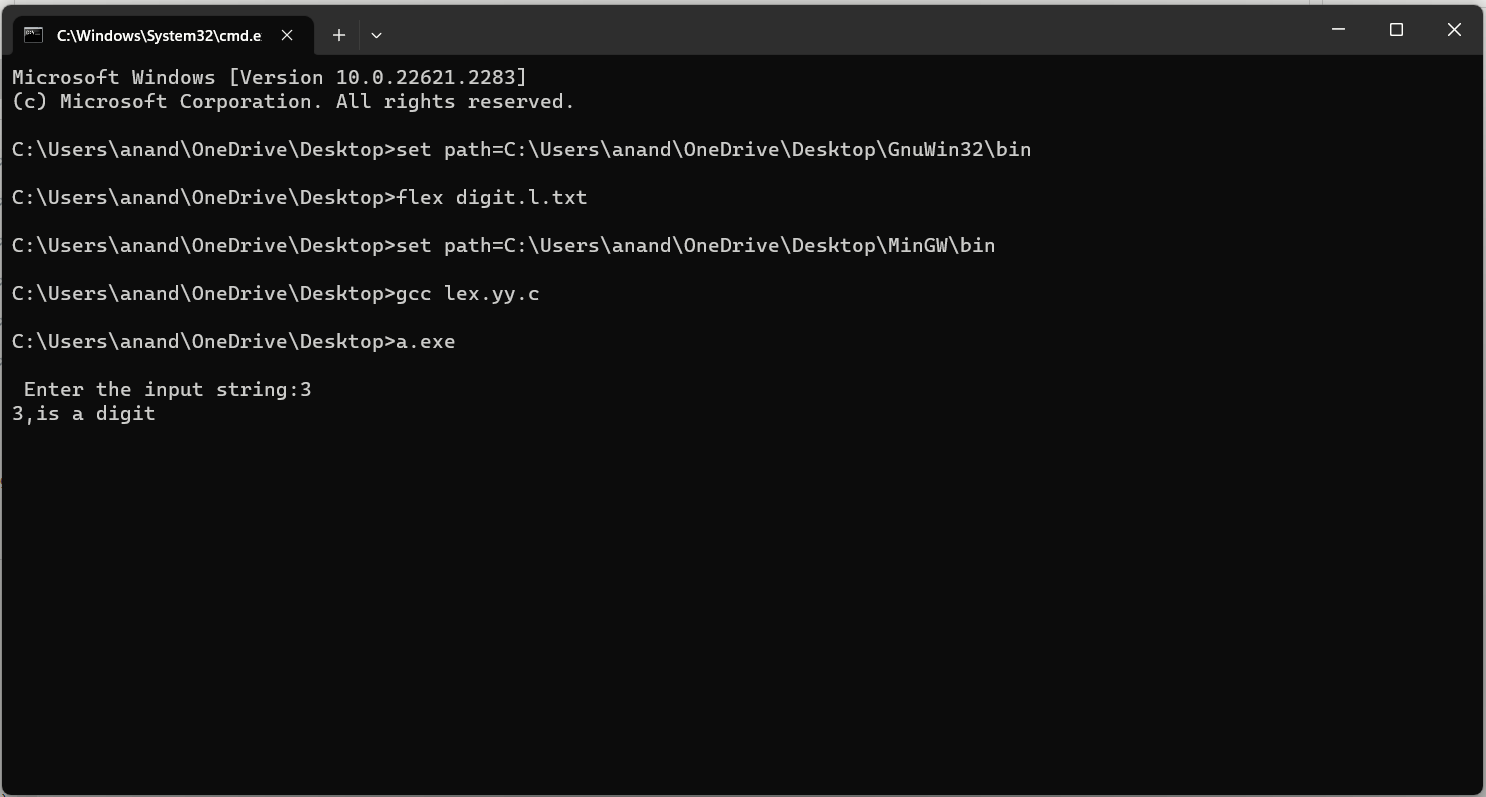 C:\Windows\System32\cmd.e
Microsoft Windows [Version 10.0.22621.2283]
(c) Microsoft Corporation. All rights reserved.
C:\Users\anand\OneDrive\Desktop>set path=C:\Users\anand\OneDrive\Desktop\GnuWin32\bin
C:\Users\anand\OneDrive\Desktop>flex digit.l.txt
C:\Users\anand\OneDrive\Desktop>set path=C:\Users\anand\OneDrive\Desktop\MinGW\bin
C:\Users\anand\OneDrive\Desktop>gcc lex.yy.c
C:\Users\anand\OneDrive\Desktop>a.exe
Enter the input string:3
3,is a digit